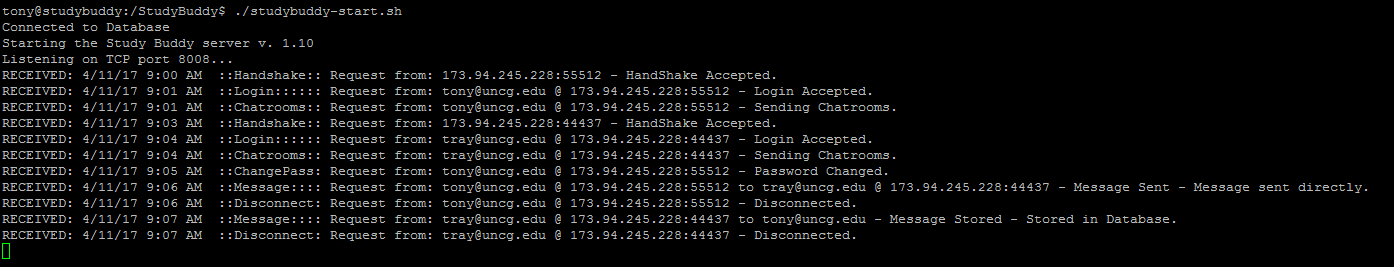 tony@studybuddy:/StudyBuddy$ ./studybuddy-start.sh
Connected to Database
Starting the Study Buddy server v. 1.10
Listening on TCP port 8008...
RECEIVED: 4/11/17 9:00 AM  ::Handshake:: Request from: 173.94.245.228:55512 - HandShake Accepted.
RECEIVED: 4/11/17 9:01 AM  ::Login:::::: Request from: tony@uncg.edu @ 173.94.245.228:55512 - Login Accepted.
RECEIVED: 4/11/17 9:01 AM  ::Chatrooms:: Request from: tony@uncg.edu @ 173.94.245.228:55512 - Sending Chatrooms.
RECEIVED: 4/11/17 9:03 AM  ::Handshake:: Request from: 173.94.245.228:44437 - HandShake Accepted.
RECEIVED: 4/11/17 9:04 AM  ::Login:::::: Request from: tray@uncg.edu @ 173.94.245.228:44437 - Login Accepted.
RECEIVED: 4/11/17 9:04 AM  ::Chatrooms:: Request from: tray@uncg.edu @ 173.94.245.228:44437 - Sending Chatrooms.
RECEIVED: 4/11/17 9:05 AM  ::ChangePass: Request from: tony@uncg.edu @ 173.94.245.228:55512 - Password Changed.
RECEIVED: 4/11/17 9:06 AM  ::Message:::: Request from: tony@uncg.edu @ 173.94.245.228:55512 to tray@uncg.edu @ 173.94.245.228:44437 - Message Sent - Message sent directly.
RECEIVED: 4/11/17 9:06 AM  ::Disconnect: Request from: tony@uncg.edu @ 173.94.245.228:55512 - Disconnected.
RECEIVED: 4/11/17 9:07 AM  ::Message:::: Request from: tray@uncg.edu @ 173.94.245.228:44437 to tony@uncg.edu - Message Stored - Stored in Database.
RECEIVED: 4/11/17 9:07 AM  ::Disconnect: Request from: tray@uncg.edu @ 173.94.245.228:44437 - Disconnected.